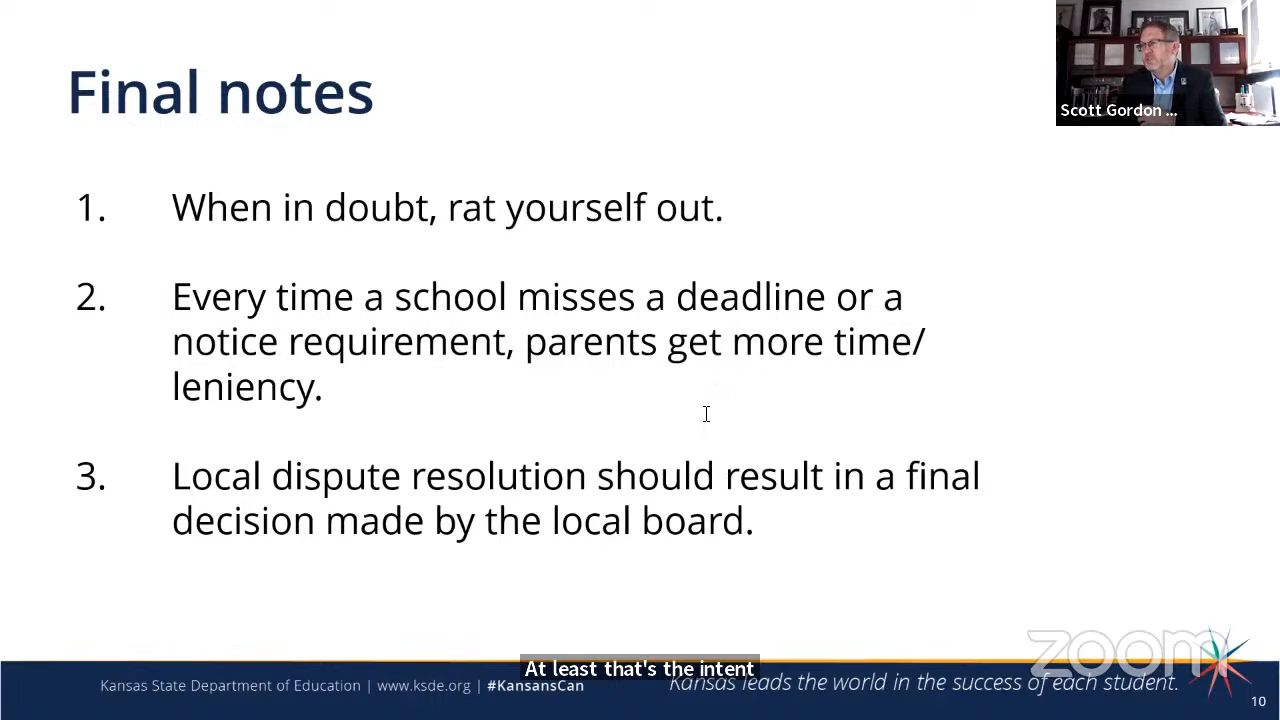 Final notes
Scott Gordon ...
1. When in doubt, rat yourself out.
2. Every time a school misses a deadline or a
notice requirement, parents get more time/
leniency.
3. Local dispute resolution should result in a final
decision made by the local board.
zoom
At least that's the intent
Kansas State Department of Education | www.ksde.org | #KansansCan
Kansas leads the world in the success of each student.
10